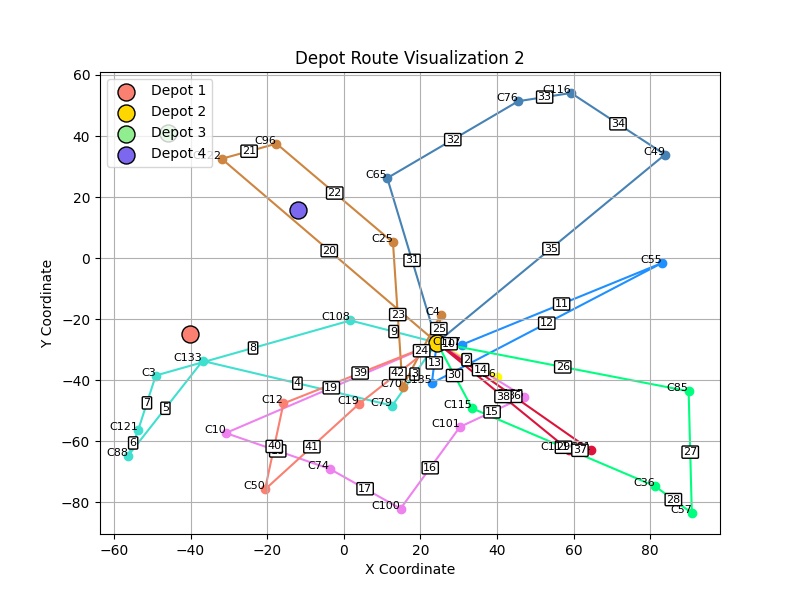 Depot Route Visualization 2
Depot 1
Depot 2
Depot 3
Depot 4
Y Coordinate
X Coordinate
60
40
20
0
−20
−40
−60
−80
−60
−40
−20
0
20
40
60
80
C76
C116
33
34
32
C96
21
C49
C65
22
C25
20
35
31
C55
11
12
23
C4
C108
9
25
8
C133
24
13
2
26
C3
39
42
3
30
14
4
19
C70
C85
7
5
C12
C19
C79
C115
38
15
C121
C10
C101
6
C88
40
41
37
27
C74
16
C50
17
C100
C36
28
C57